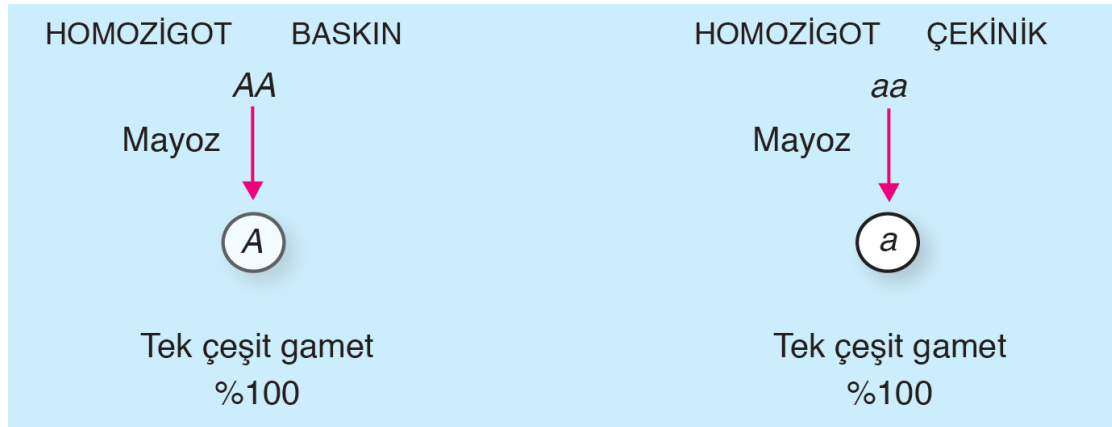 HOMOZİGOT BASKIN
AA
Mayoz
A
Tek çeşit gamet
%100
HOMOZİGOT ÇEKİNİK
aa
Mayoz
a
Tek çeşit gamet
%100